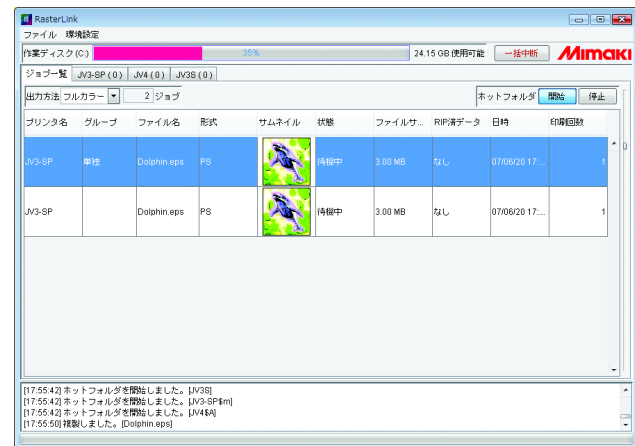 RasterLink
ファイル 環境設定
作業ディスク (C:) 35% 24.15 GB 使用可能 一括中断 Mimaki
ジョブ一覧 JV3-SP ( 0 ) JV4 ( 0 ) JV3S ( 0 )
出力方法 フルカラー 2 ジョブ ホットフォルダ 開始 停止
プリンタ名 グループ ファイル名 形式 サムネイル 状態 ファイルサ... RIP済データ 日時 印刷回数
JV3-SP 単独 Dolphin.eps PS 待機中 3.00 MB なし 07/06/20 17:... 1
JV3-SP Dolphin.eps PS 待機中 3.00 MB なし 07/06/20 17:... 1
[17:55:42] ホットフォルダを開始しました。[JV3S]
[17:55:42] ホットフォルダを開始しました。[JV3-SP$m]
[17:55:42] ホットフォルダを開始しました。[JV4$A]
[17:55:50] 複製しました。[Dolphin.eps]